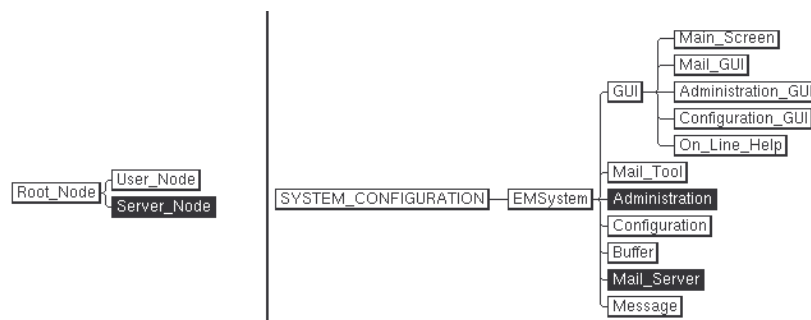 Root_Node
User_Node
Server_Node
SYSTEM_CONFIGURATION
EMSystem
GUI
Main_Screen
Mail_GUI
Administration_GUI
Configuration_GUI
On_Line_Help
Mail_Tool
Administration
Configuration
Buffer
Mail_Server
Message